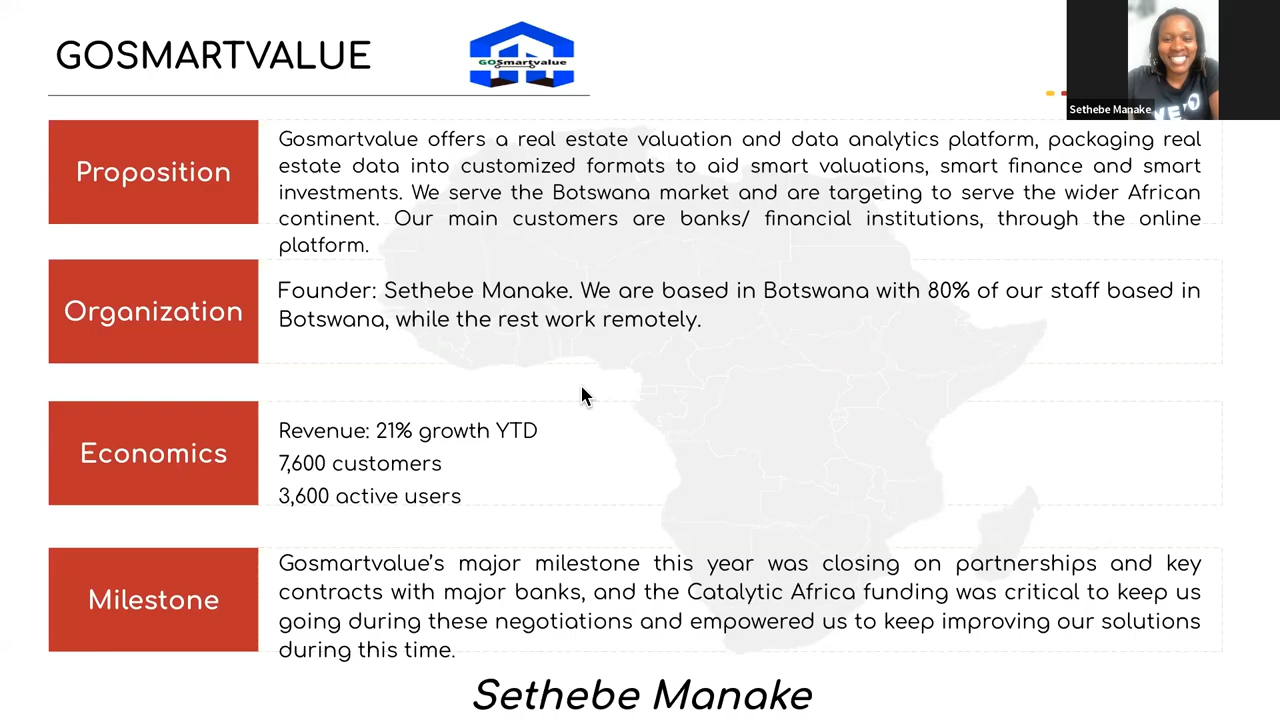 GOSMARTVALUE
GOSmartvalue
Sethebe Manake
Proposition
Gosmartvalue offers a real estate valuation and data analytics platform, packaging real
estate data into customized formats to aid smart valuations, smart finance and smart
investments. We serve the Botswana market and are targeting to serve the wider African
continent. Our main customers are banks/ financial institutions, through the online
platform.
Organization
Founder: Sethebe Manake. We are based in Botswana with 80% of our staff based in
Botswana, while the rest work remotely.
Economics
Revenue: 21% growth YTD
7,600 customers
3,600 active users
Milestone
Gosmartvalue’s major milestone this year was closing on partnerships and key
contracts with major banks, and the Catalytic Africa funding was critical to keep us
going during these negotiations and empowered us to keep improving our solutions
during this time.
Sethebe Manake